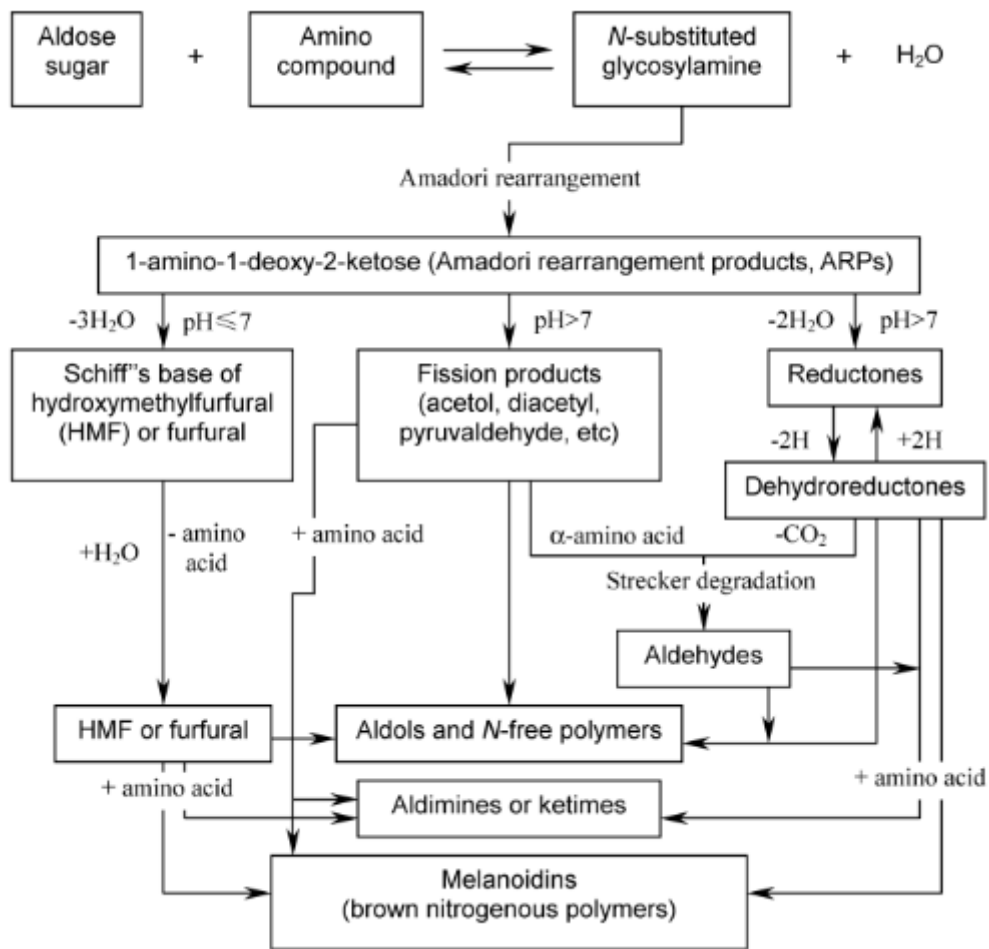 Aldose
sugar
+
Amino
compound
N-substituted
glycosylamine
+
H₂O
Amadori rearrangement
1-amino-1-deoxy-2-ketose (Amadori rearrangement products, ARPs)
-3H₂O
pH≤7
pH>7
-2H₂O
pH>7
Schiff"s base of
hydroxymethylfurfural
(HMF) or furfural
Fission products
(acetol, diacetyl,
pyruvaldehyde, etc)
Reductones
-2H
+2H
Dehydroreductones
+H₂O
- amino
acid
+ amino acid
α-amino acid
-CO₂
Strecker degradation
Aldehydes
HMF or furfural
Aldols and N-free polymers
+ amino acid
+ amino acid
Aldimines or ketimes
Melanoidins
(brown nitrogenous polymers)